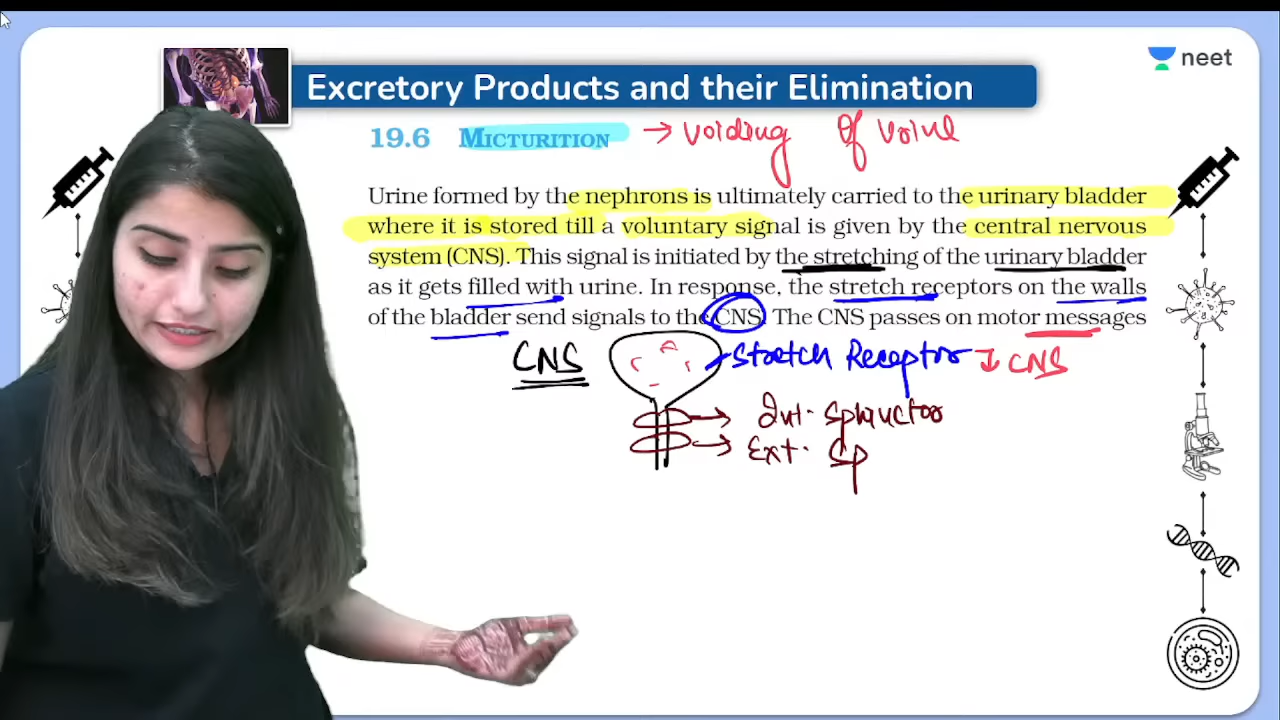 neet
Excretory Products and their Elimination
19.6 MICTURITION → voiding of Urine
Urine formed by the nephrons is ultimately carried to the urinary bladder
where it is stored till a voluntary signal is given by the central nervous
system (CNS). This signal is initiated by the stretching of the urinary bladder
as it gets filled with urine. In response, the stretch receptors on the walls
of the bladder send signals to the CNS. The CNS passes on motor messages
CNS Stretch Receptor ↓ CNS
Int. Sphinctor
Ext. Sp